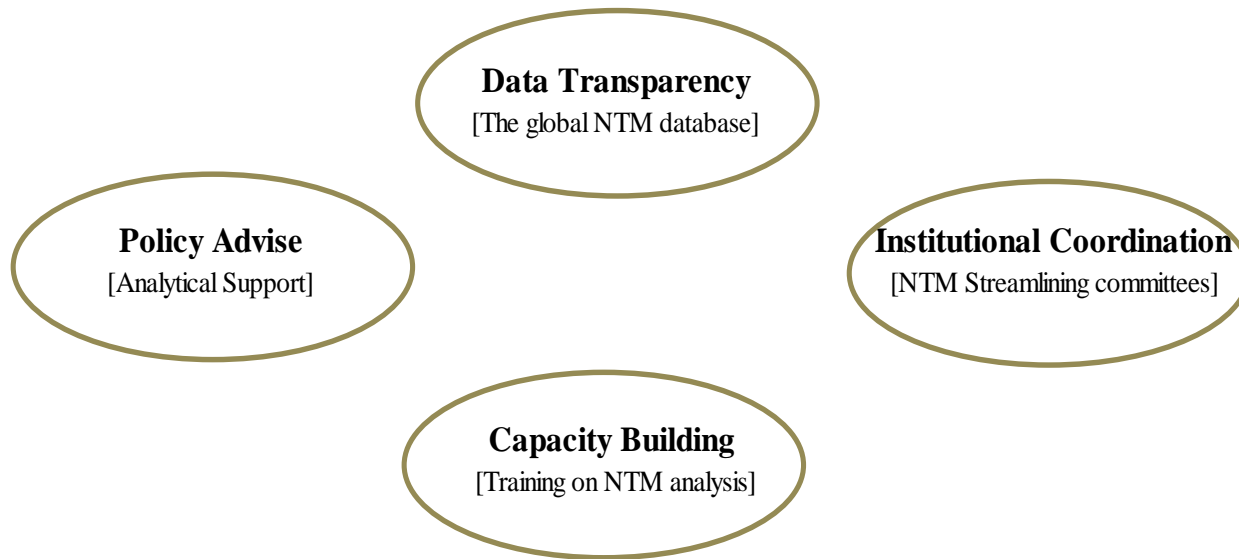 Data Transparency
[The global NTM database]
Policy Advise
[Analytical Support]
Institutional Coordination
[NTM Streamlining committees]
Capacity Building
[Training on NTM analysis]